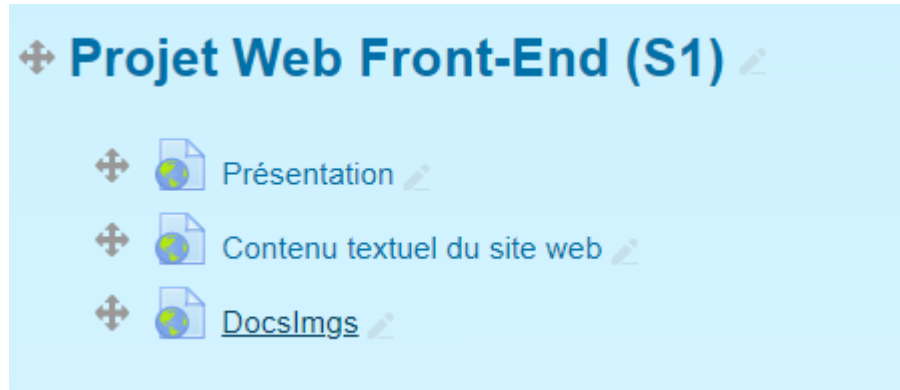 Projet Web Front-End (S1)
Présentation
Contenu textuel du site web
DocsImgs